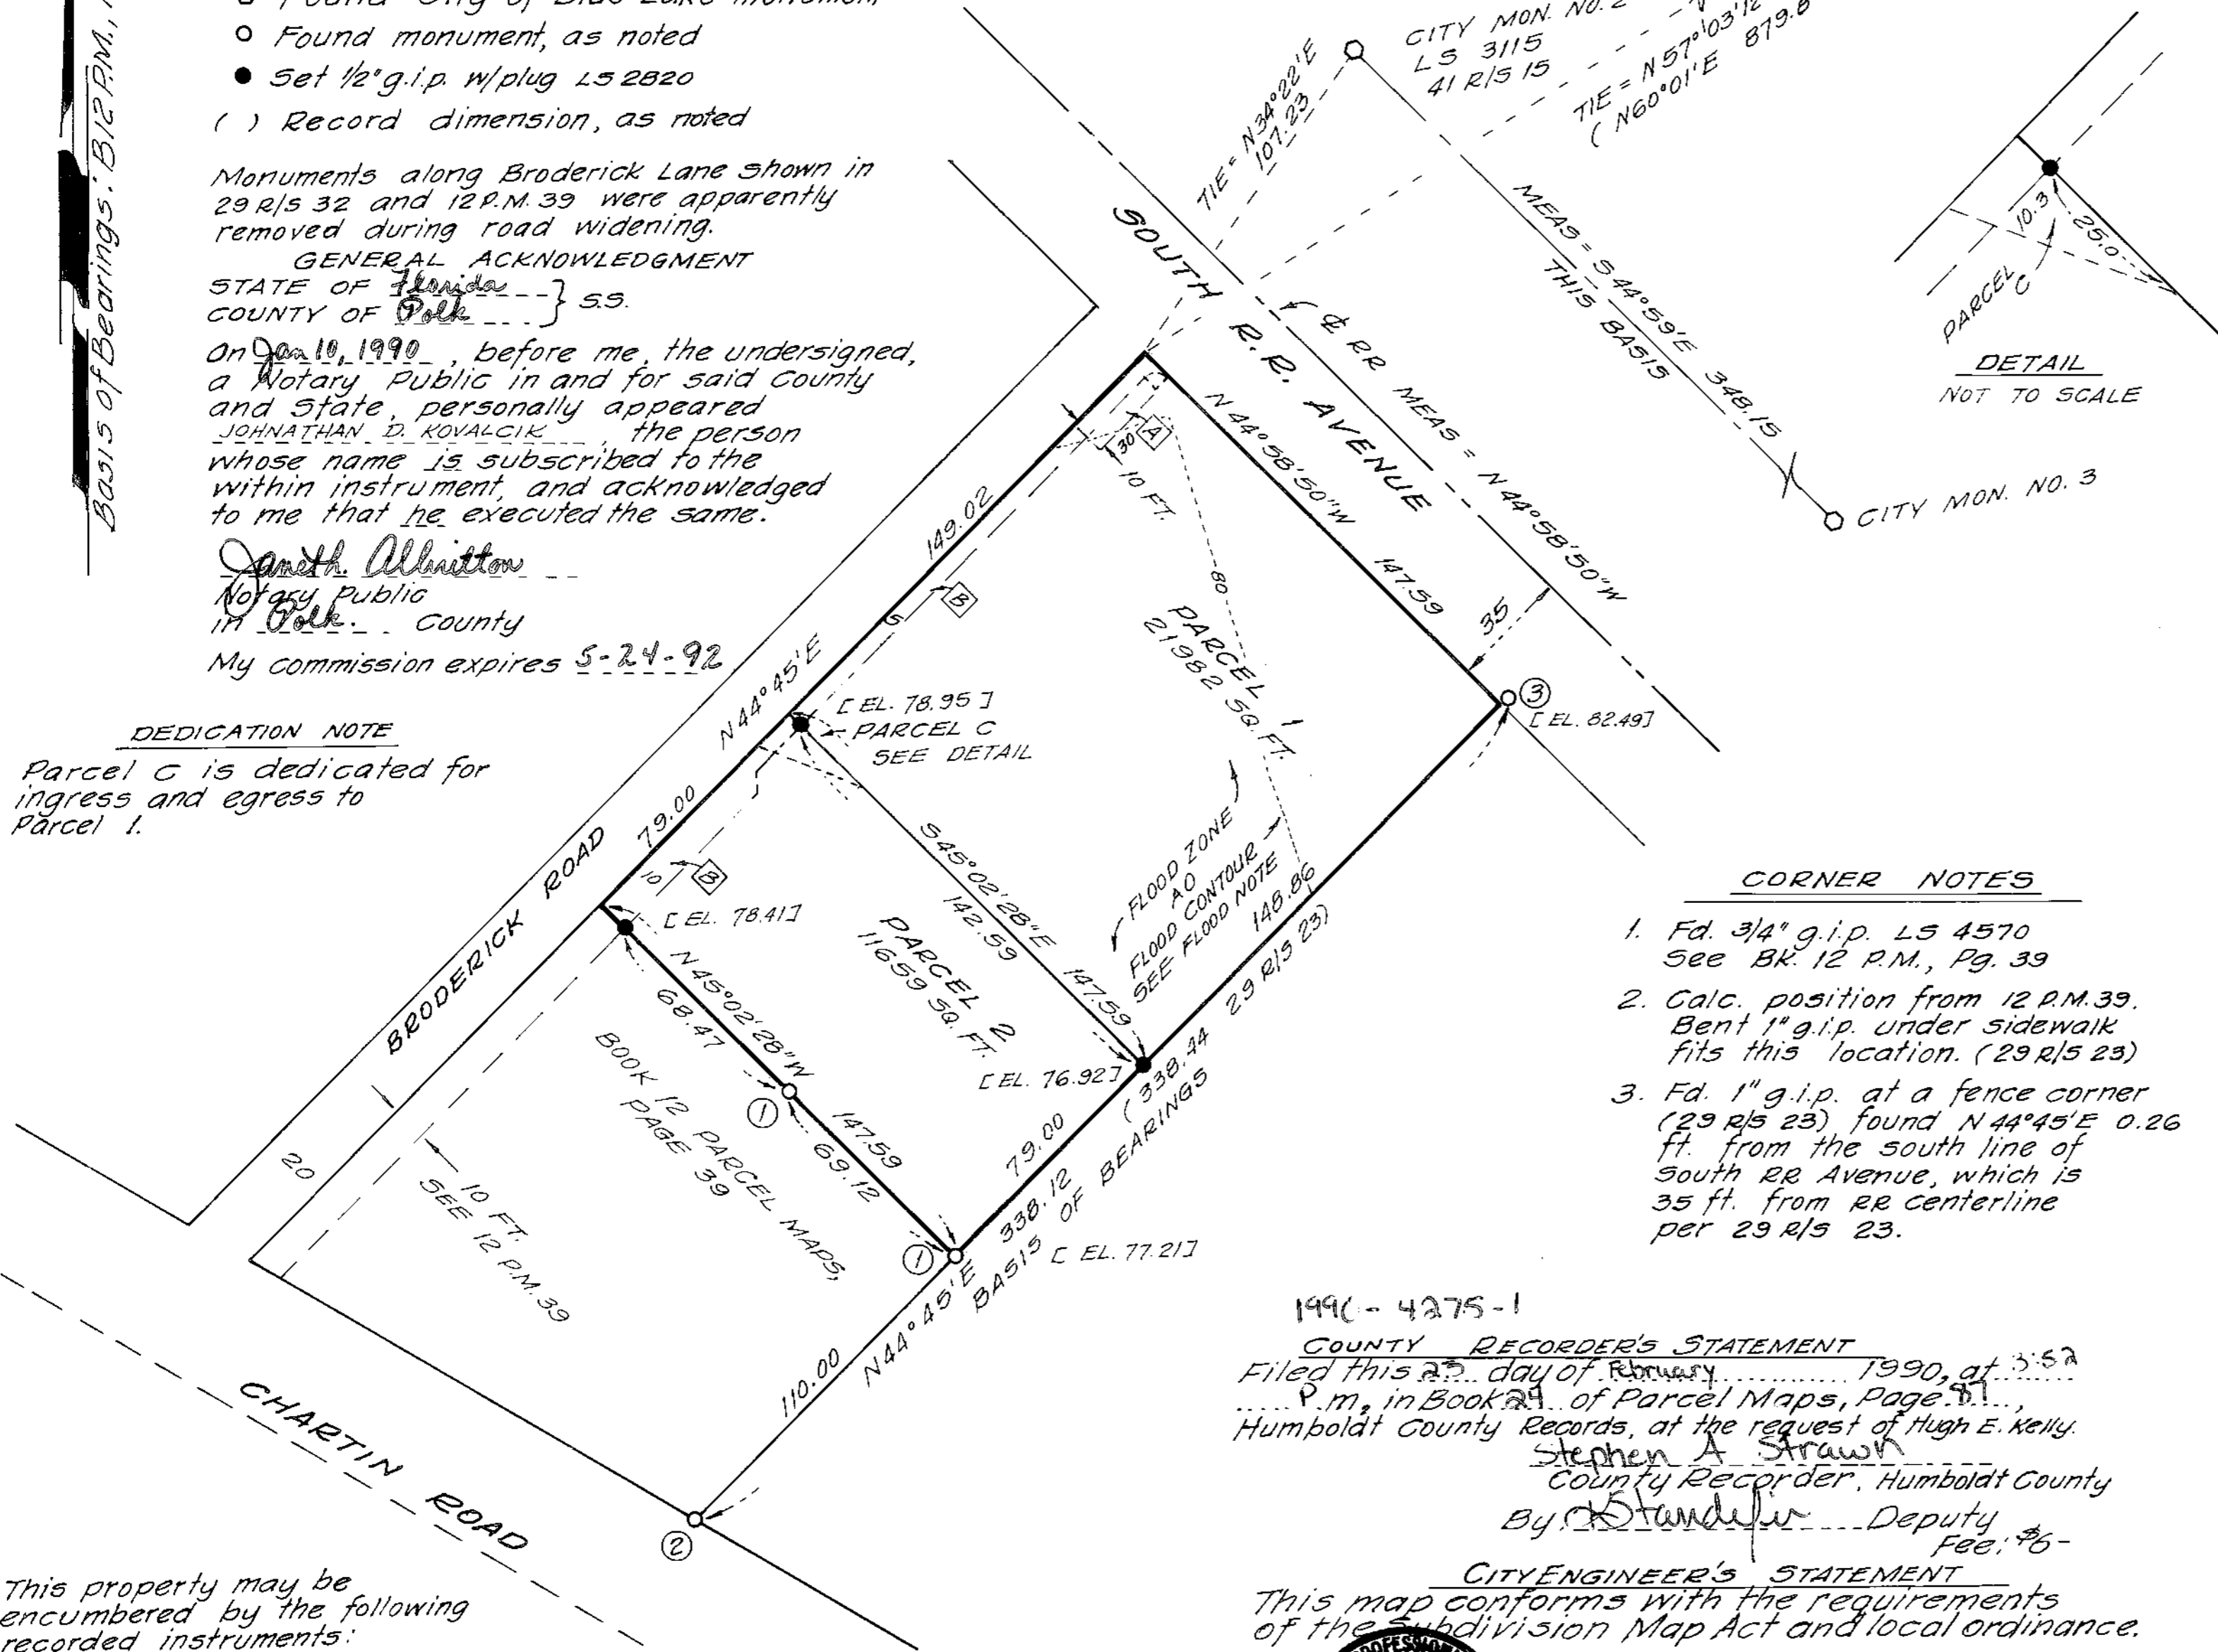 Basis of Bearings: B12 P.M.,
Found City of Blue Lake Monument
Found monument, as noted
Set 1/2" g.i.p. w/plug LS 2820
( ) Record dimension, as noted
Monuments along Broderick Lane shown in
29 R/S 32 and 12 P.M. 39 were apparently
removed during road widening.
GENERAL ACKNOWLEDGMENT
STATE OF Florida } S.S.
COUNTY OF Polk
On Jan 10, 1990, before me, the undersigned,
a Notary Public in and for said County
and State, personally appeared
JOHNATHAN D. KOVALCIK, the person
whose name is subscribed to the
within instrument, and acknowledged
to me that he executed the same.
Janeth. Albritton
Notary Public
in Polk. County
My commission expires 5-24-92
DEDICATION NOTE
Parcel C is dedicated for
ingress and egress to
Parcel 1.
CITY MON. NO. 2
LS 3115
41 R/S 15
TIE = N34°22'E
107.23
TIE = N57°03'12"
(N60°01'E 879.8
MEAS = S44°59'E 348.15
THIS BASIS
CITY MON. NO. 3
10.3
25.0
PARCEL
C
DETAIL
NOT TO SCALE
SOUTH R.R. AVENUE
℄ RR MEAS = N44°58'50"W
N44°58'50"W 147.59
35
3
[EL. 82.49]
A
30
10 FT.
149.02
B
5
80
PARCEL 1
21982 SQ. FT.
N44°45'E
[EL. 78.95]
PARCEL C
SEE DETAIL
79.00
BRODERICK ROAD
10
B
[EL. 78.41]
S45°02'28"E
142.59
147.59
FLOOD ZONE
AO
FLOOD CONTOUR
SEE FLOOD NOTE
148.86
PARCEL 2
11659 SQ. FT.
N45°02'28"W
68.47
1
147.59
69.12
[EL. 76.92]
79.00
(338.44 29 R/S 23)
N44°45'E 338.12
BASIS OF BEARINGS
1
[EL. 77.21]
BOOK 12 PARCEL MAPS,
PAGE 39
20
10 FT.
SEE 12 P.M. 39
110.00
2
CHARTIN ROAD
CORNER NOTES
1. Fd. 3/4" g.i.p. LS 4570
See BK. 12 P.M., Pg. 39
2. Calc. position from 12 P.M. 39.
Bent 1" g.i.p. under sidewalk
fits this location. (29 R/S 23)
3. Fd. 1" g.i.p. at a fence corner
(29 R/S 23) found N44°45'E 0.26
ft. from the south line of
South RR Avenue, which is
35 ft. from RR centerline
per 29 R/S 23.
4275-1
COUNTY RECORDER'S STATEMENT
Filed this day of February 1990, at 3:52
P.m., in Book of Parcel Maps, Page 87,
Humboldt County Records, at the request of Hugh E. Kelly.
Stephen A Strawn
County Recorder, Humboldt County
By Deputy
Fee: $6-
CITY ENGINEER'S STATEMENT
This map conforms with the requirements
of the Subdivision Map Act and local ordinance.
This property may be
encumbered by the following
recorded instruments: